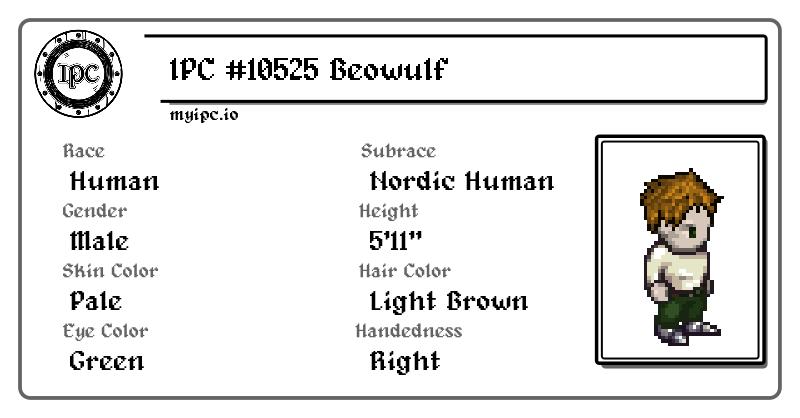 IPC
IPC #10525 Beowulf
myipc.io
Race
Human
Subrace
Nordic Human
Gender
Male
Height
5'11"
Skin Color
Pale
Hair Color
Light Brown
Eye Color
Green
Handedness
Right